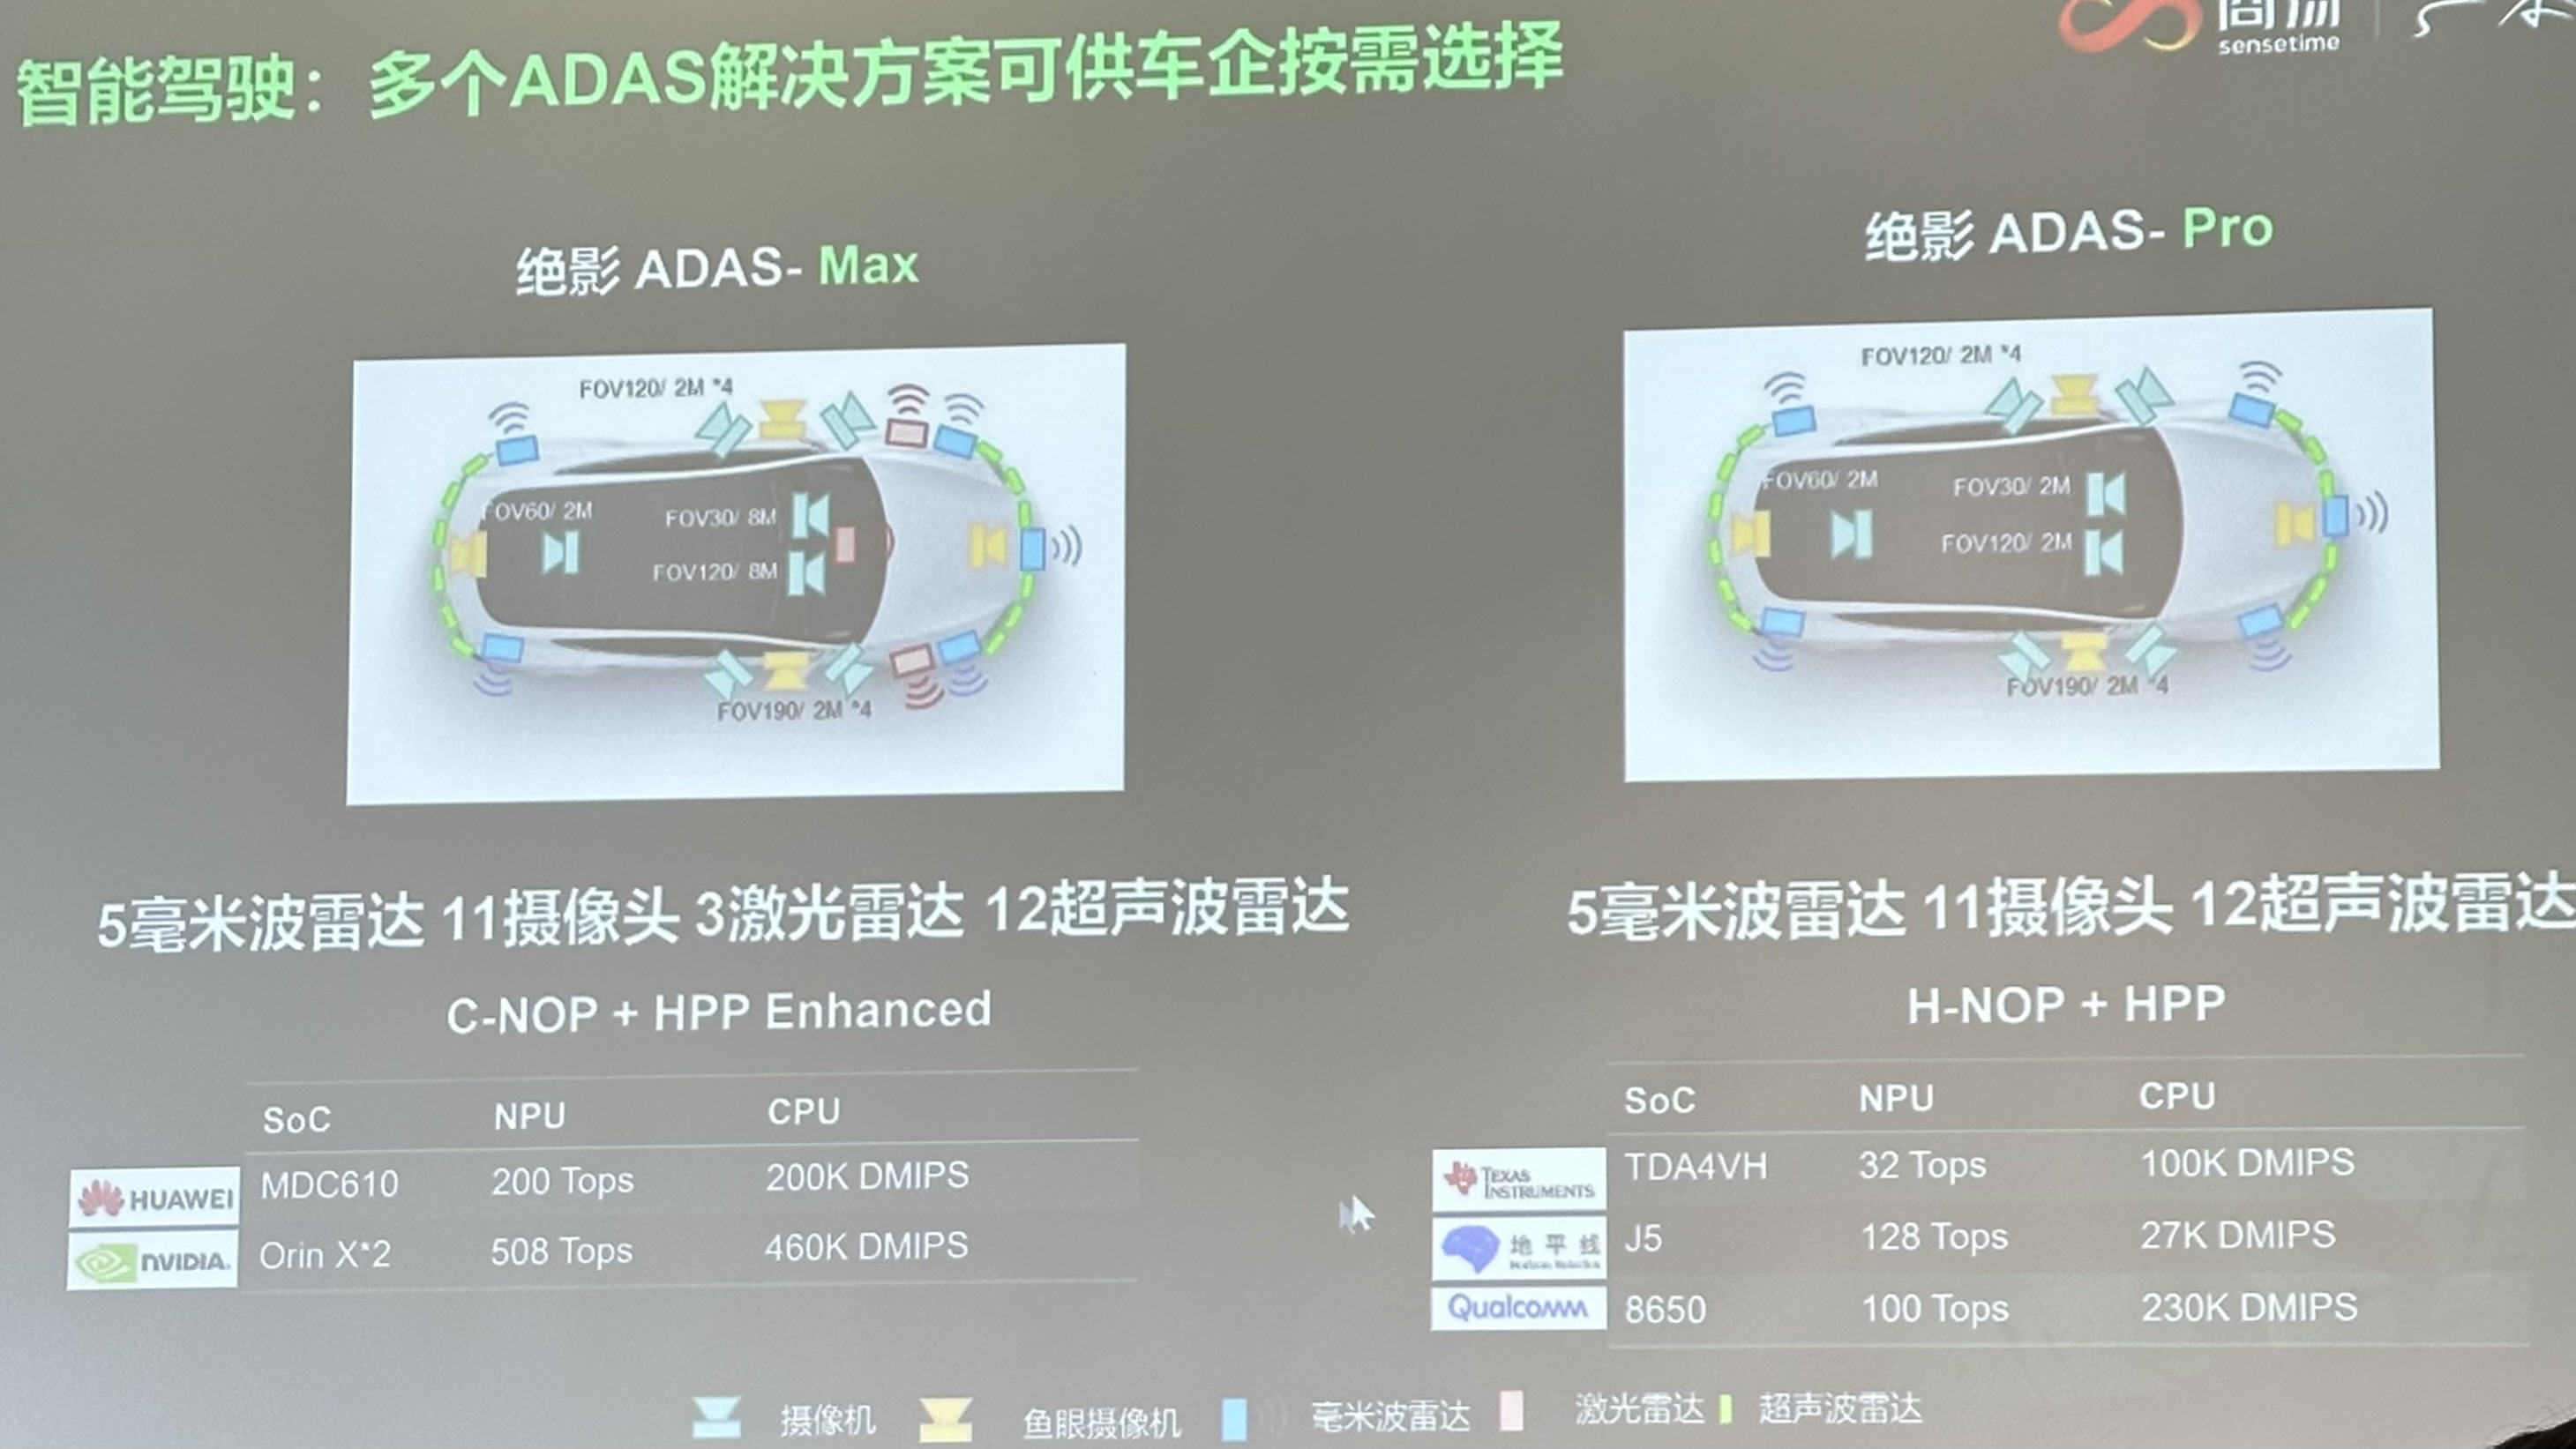 智能驾驶：多个ADAS解决方案可供车企按需选择
sensetime
绝影 ADAS- Max
绝影 ADAS- Pro
FOV120/ 2M *4
FOV60/ 2M
FOV30/ 8M
FOV120/ 8M
FOV190/ 2M *4
FOV120/ 2M *4
FOV60/ 2M
FOV30/ 2M
FOV120/ 2M
FOV190/ 2M *4
5毫米波雷达 11摄像头 3激光雷达 12超声波雷达
5毫米波雷达 11摄像头 12超声波雷达
C-NOP + HPP Enhanced
H-NOP + HPP
SoC NPU CPU
HUAWEI MDC610 200 Tops 200K DMIPS
NVIDIA. Orin X*2 508 Tops 460K DMIPS
SoC NPU CPU
TEXAS INSTRUMENTS TDA4VH 32 Tops 100K DMIPS
地平线 Horizon Robotics J5 128 Tops 27K DMIPS
Qualcomm 8650 100 Tops 230K DMIPS
摄像机 鱼眼摄像机 毫米波雷达 激光雷达 超声波雷达